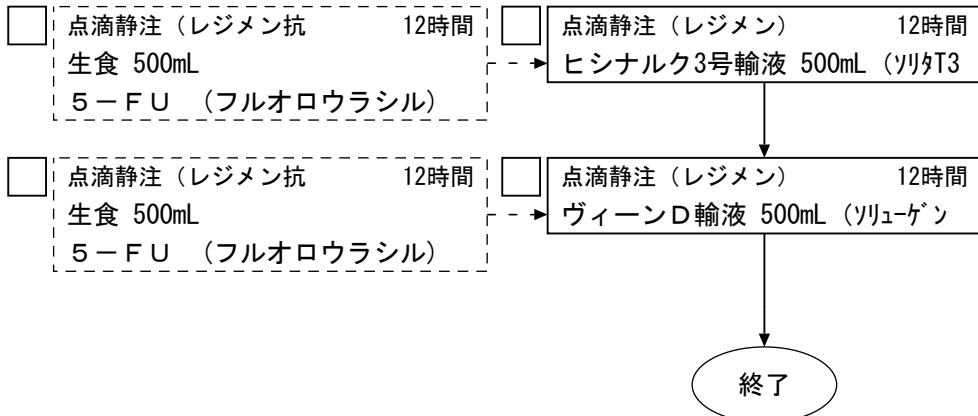 点滴静注（レジメン抗 12時間
生食 500mL
５－ＦＵ （フルオロウラシル）
点滴静注（レジメン） 12時間
ヒシナルク3号輸液 500mL（ｿﾘﾀT3
点滴静注（レジメン抗 12時間
生食 500mL
５－ＦＵ （フルオロウラシル）
点滴静注（レジメン） 12時間
ヴィーンＤ輸液 500mL（ｿﾘｭｰｹﾞﾝ
終了